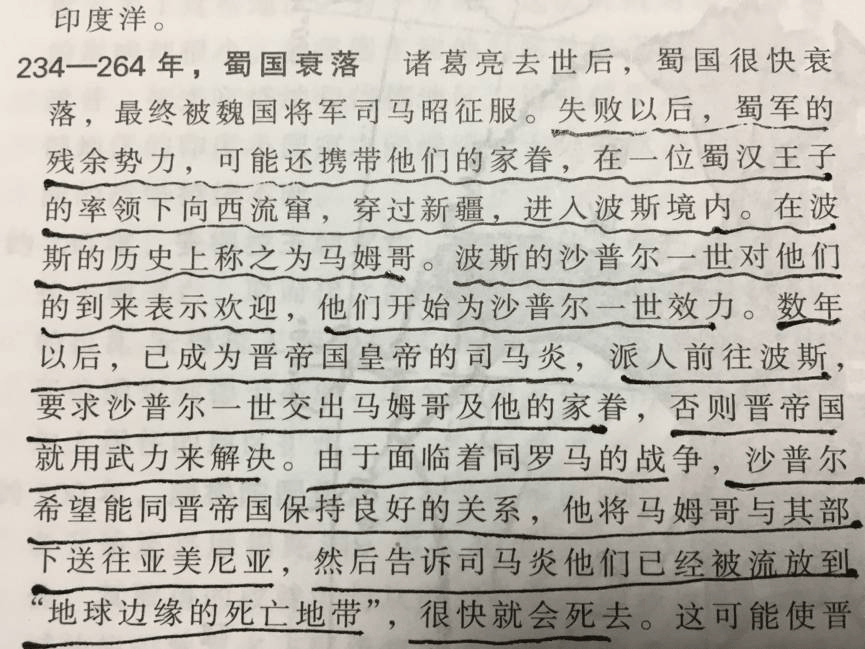 印度洋。
234—264 年，蜀国衰落　诸葛亮去世后，蜀国很快衰
落，最终被魏国将军司马昭征服。失败以后，蜀军的
残余势力，可能还携带他们的家眷，在一位蜀汉王子
的率领下向西流窜，穿过新疆，进入波斯境内。在波
斯的历史上称之为马姆哥。波斯的沙普尔一世对他们
的到来表示欢迎，他们开始为沙普尔一世效力。数年
以后，已成为晋帝国皇帝的司马炎，派人前往波斯，
要求沙普尔一世交出马姆哥及他的家眷，否则晋帝国
就用武力来解决。由于面临着同罗马的战争，沙普尔
希望能同晋帝国保持良好的关系，他将马姆哥与其部
下送往亚美尼亚，然后告诉司马炎他们已经被流放到
“地球边缘的死亡地带”，很快就会死去。这可能使晋